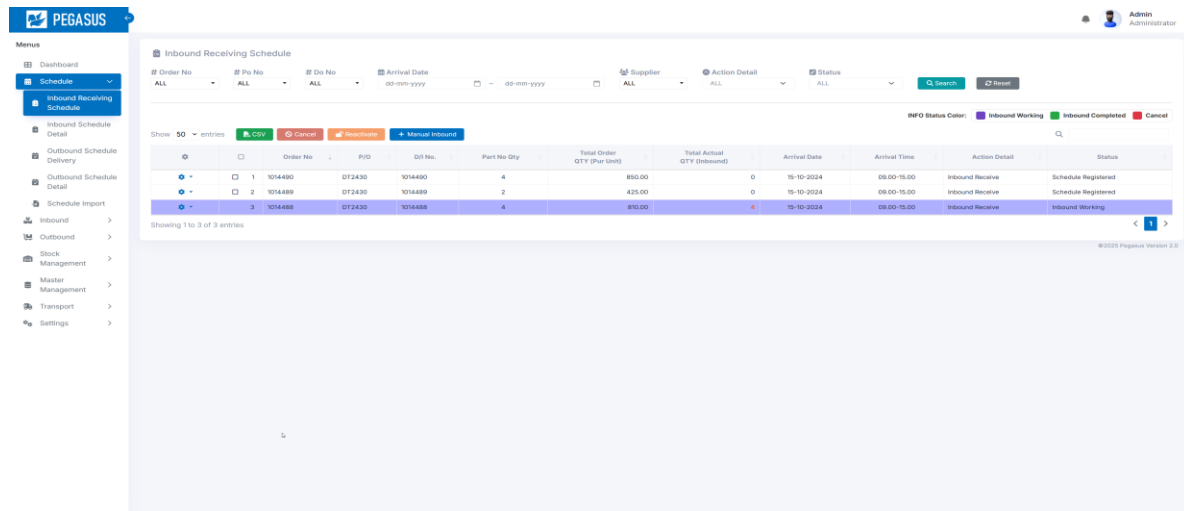 PEGASUS
Admin
Administrator
Menus
Dashboard
Schedule
Inbound Receiving
Schedule
Inbound Schedule
Detail
Outbound Schedule
Delivery
Outbound Schedule
Detail
Schedule Import
Inbound
Outbound
Stock
Management
Master
Management
Transport
Settings
Inbound Receiving Schedule
# Order No # Po No # Do No Arrival Date Supplier Action Detail Status
ALL ALL ALL dd-mm-yyyy – dd-mm-yyyy ALL ALL ALL Search Reset
INFO Status Color: Inbound Working Inbound Completed Cancel
Show 50 entries CSV Cancel Reactivate + Manual Inbound
Order No P/O D/I No. Part No Qty Total Order QTY (Pur Unit) Total Actual QTY (Inbound) Arrival Date Arrival Time Action Detail Status
1 1014490 DT2430 1014490 4 850.00 0 15-10-2024 09.00-15.00 Inbound Receive Schedule Registered
2 1014489 DT2430 1014489 2 425.00 0 15-10-2024 09.00-15.00 Inbound Receive Schedule Registered
3 1014488 DT2430 1014488 4 810.00 4 15-10-2024 09.00-15.00 Inbound Receive Inbound Working
Showing 1 to 3 of 3 entries < 1 >
©2025 Pegasus Version 2.0